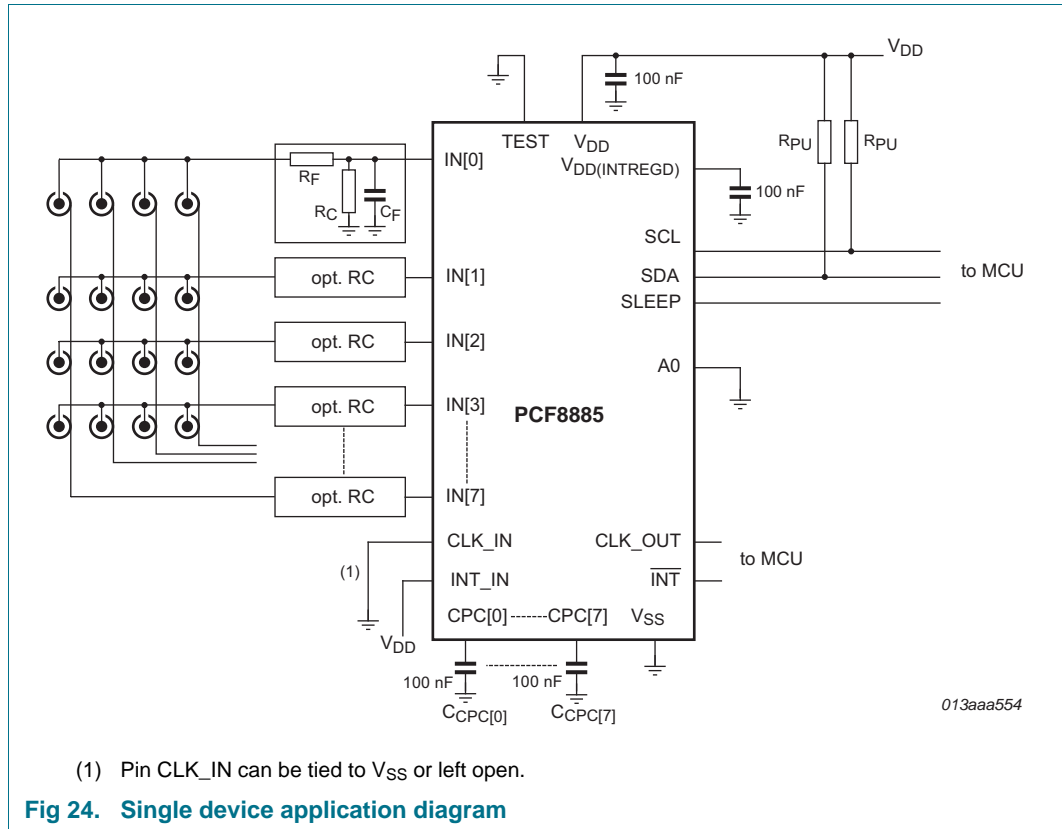 VDD
100 nF
TEST
VDD
RPU
RPU
IN[0]
VDD(INTREGD)
RF
100 nF
RC
CF
SCL
opt. RC
IN[1]
SDA
to MCU
SLEEP
opt. RC
IN[2]
A0
opt. RC
IN[3]
PCF8885
opt. RC
IN[7]
CLK_IN
CLK_OUT
to MCU
(1)
INT_IN
INT
CPC[0]
CPC[7]
VSS
VDD
100 nF
100 nF
CCPC[0]
CCPC[7]
013aaa554
(1) Pin CLK_IN can be tied to VSS or left open.
Fig 24. Single device application diagram